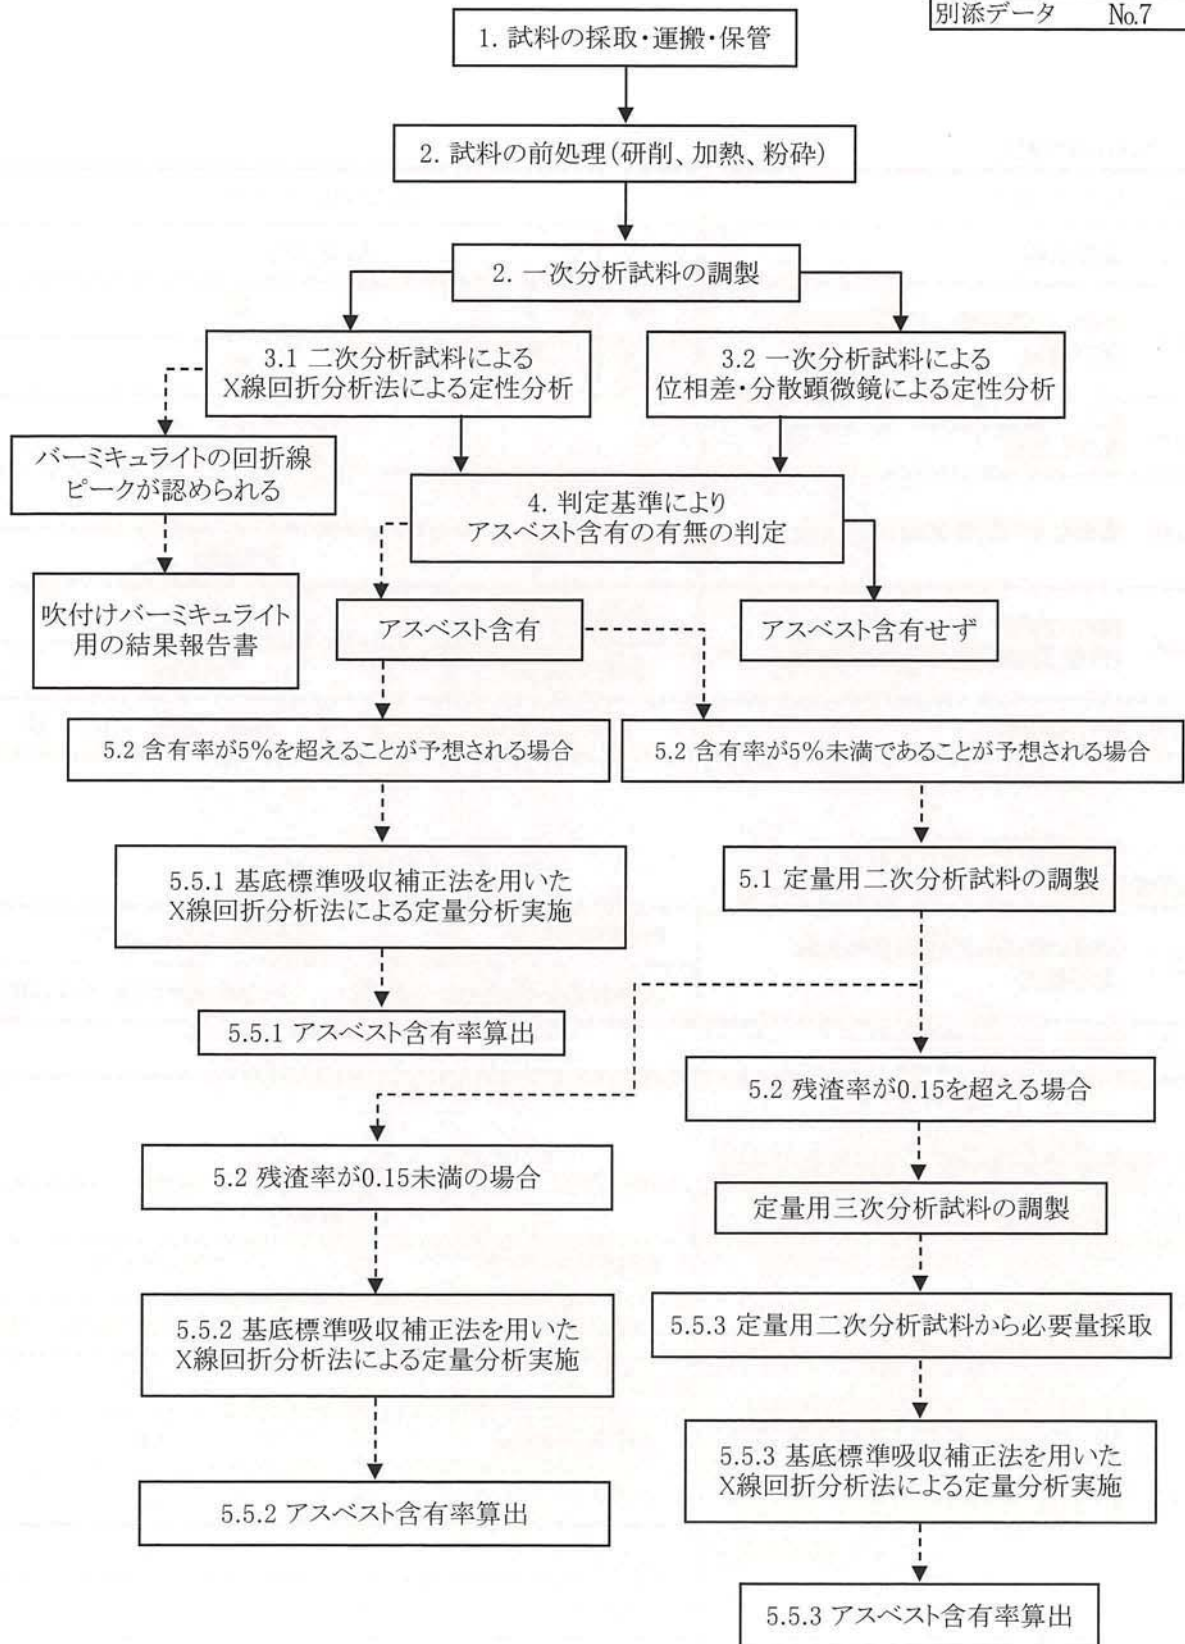 別添データ No.7
1. 試料の採取・運搬・保管
2. 試料の前処理(研削、加熱、粉砕)
2. 一次分析試料の調製
3.1 二次分析試料による
X線回折分析法による定性分析
3.2 一次分析試料による
位相差・分散顕微鏡による定性分析
バーミキュライトの回折線
ピークが認められる
4. 判定基準により
アスベスト含有の有無の判定
吹付けバーミキュライト
用の結果報告書
アスベスト含有
アスベスト含有せず
5.2 含有率が5%を超えることが予想される場合
5.2 含有率が5%未満であることが予想される場合
5.5.1 基底標準吸収補正法を用いた
X線回折分析法による定量分析実施
5.1 定量用二次分析試料の調製
5.5.1 アスベスト含有率算出
5.2 残渣率が0.15を超える場合
5.2 残渣率が0.15未満の場合
定量用三次分析試料の調製
5.5.2 基底標準吸収補正法を用いた
X線回折分析法による定量分析実施
5.5.3 定量用二次分析試料から必要量採取
5.5.3 基底標準吸収補正法を用いた
X線回折分析法による定量分析実施
5.5.2 アスベスト含有率算出
5.5.3 アスベスト含有率算出